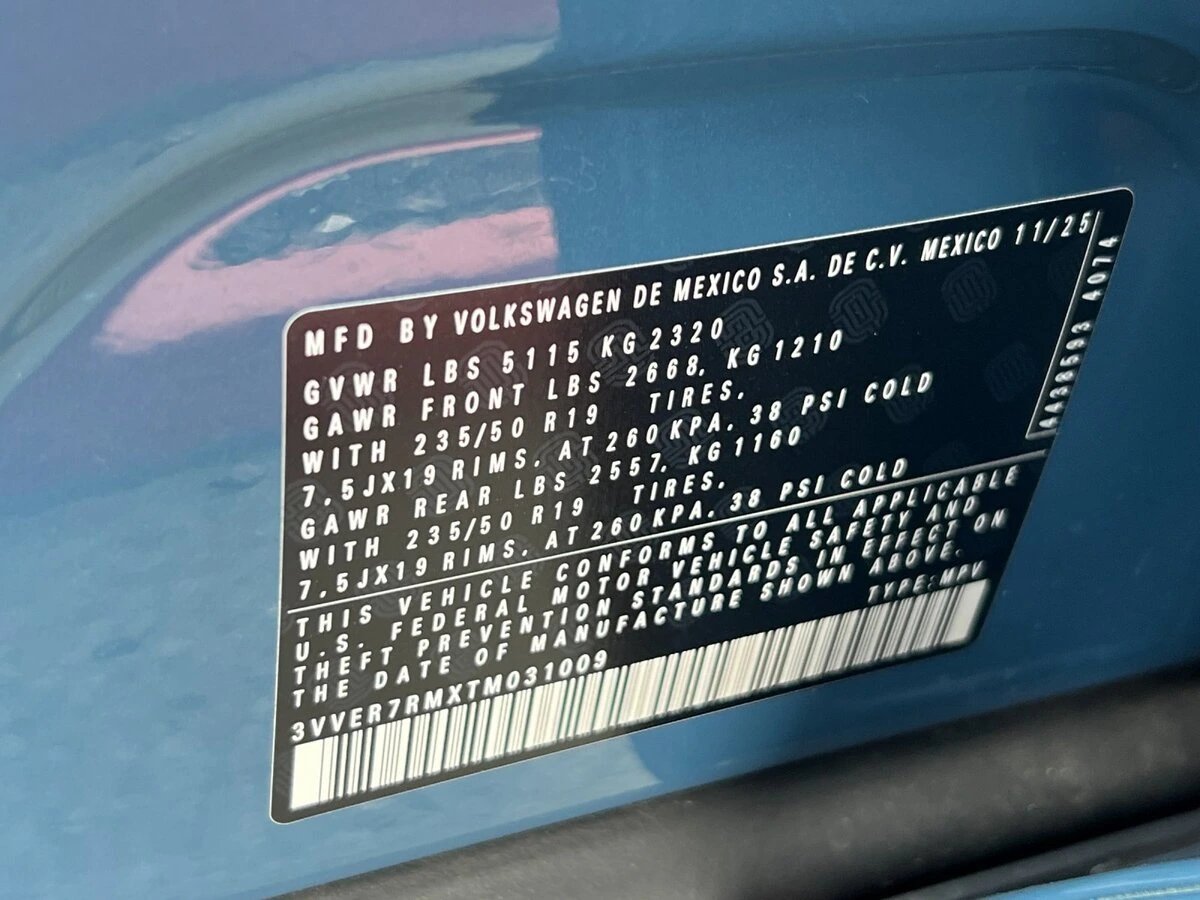 MFD BY VOLKSWAGEN DE MEXICO S.A. DE C.V. MEXICO 11/25
GVWR LBS 5115 KG 2320
GAWR FRONT LBS 2668, KG 1210
WITH 235/50 R19 TIRES,
7,5JX19 RIMS, AT 260 KPA, 38 PSI COLD
GAWR REAR LBS 2557, KG 1160
WITH 235/50 R19 TIRES,
7,5JX19 RIMS, AT 260 KPA, 38 PSI COLD
THIS VEHICLE CONFORMS TO ALL APPLICABLE
U.S. FEDERAL MOTOR VEHICLE SAFETY AND
THEFT PREVENTION STANDARDS IN EFFECT ON
THE DATE OF MANUFACTURE SHOWN ABOVE.
TYPE:MPV
3VVER7RMXTM031009
4074